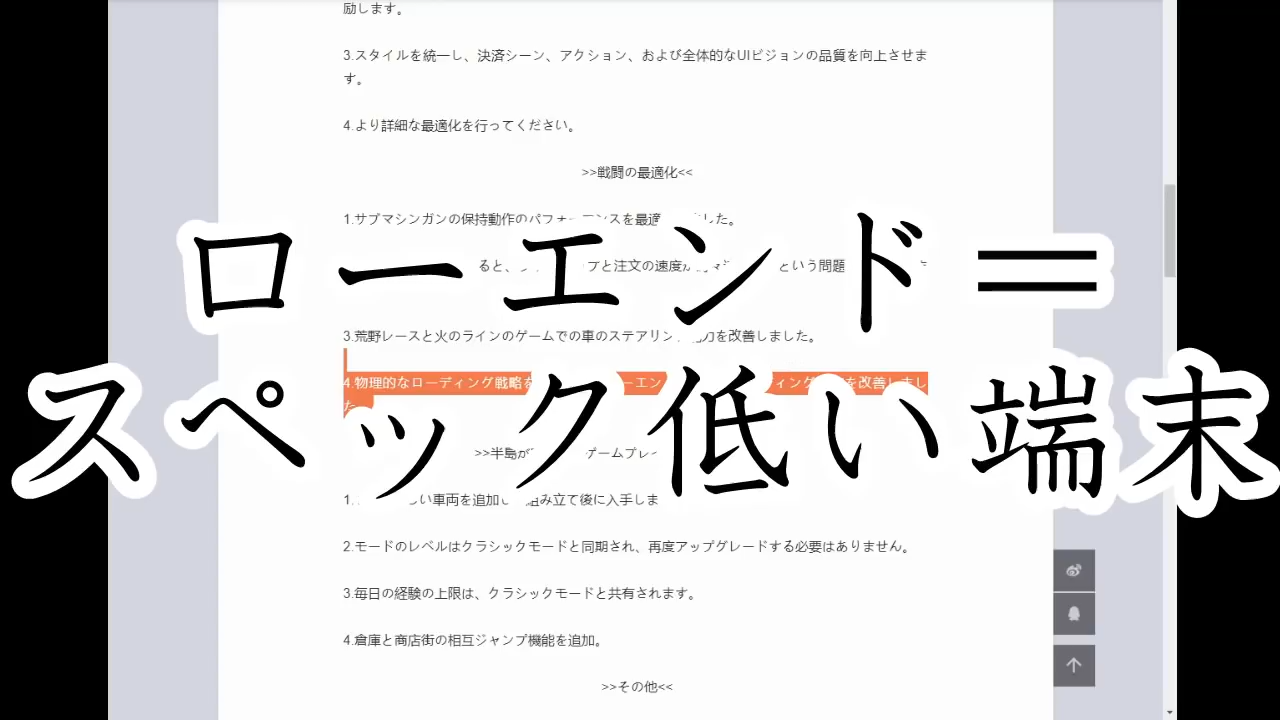 励します。
3.スタイルを統一し、決済シーン、アクション、および全体的なUIビジョンの品質を向上させま
す。
4.より詳細な最適化を行ってください。
>>戦闘の最適化<<
1.サブマシンガンの保持動作のパフォーマンスを最適 した。
ローエンド＝
ると、 プと注文の速度が という問題
3.荒野レースと火のラインのゲームでの車のステアリング 力を改善しました。
4.物理的なローディング戦略を ーエン ィング を改善しまし
た
スペック低い端末
>>半島が ゲームプレイ
1. しい車両を追加し 組み立て後に入手しま
2.モードのレベルはクラシックモードと同期され、再度アップグレードする必要はありません。
3.毎日の経験の上限は、クラシックモードと共有されます。
4.倉庫と商店街の相互ジャンプ機能を追加。
>>その他<<